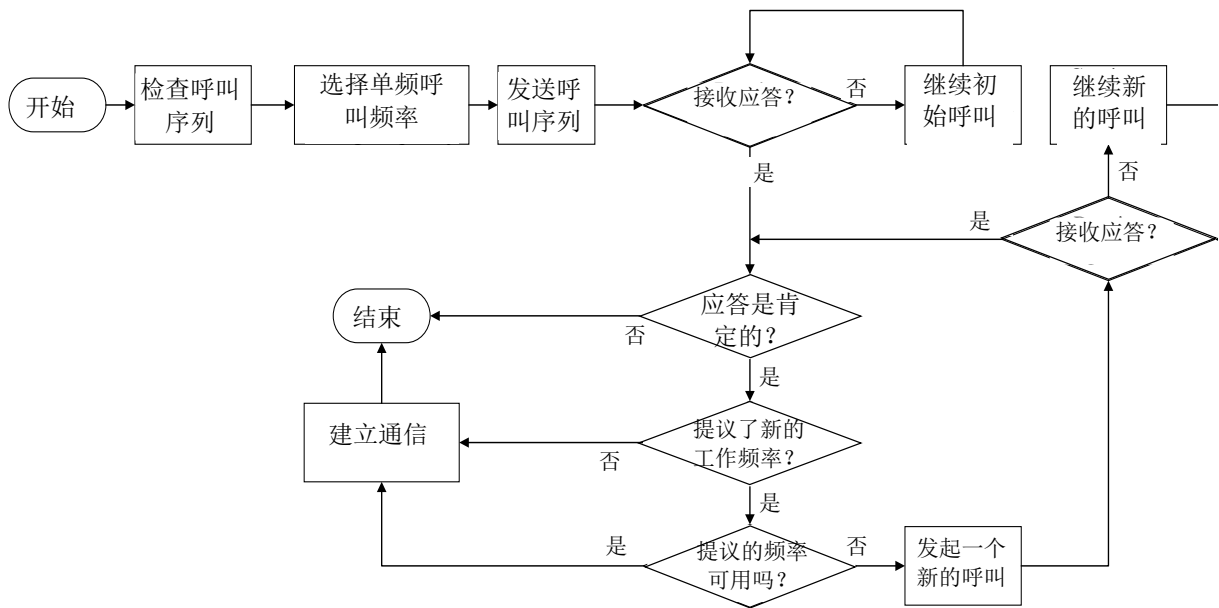 开始
检查呼叫
序列
选择单频呼
叫频率
发送呼
叫序列
接收应答？
否
继续初
始呼叫
继续新
的呼叫
是
否
接收应答？
是
应答是肯
定的？
否
结束
是
提议了新的
工作频率？
否
建立通信
是
提议的频率
可用吗？
是
否
发起一个
新的呼叫